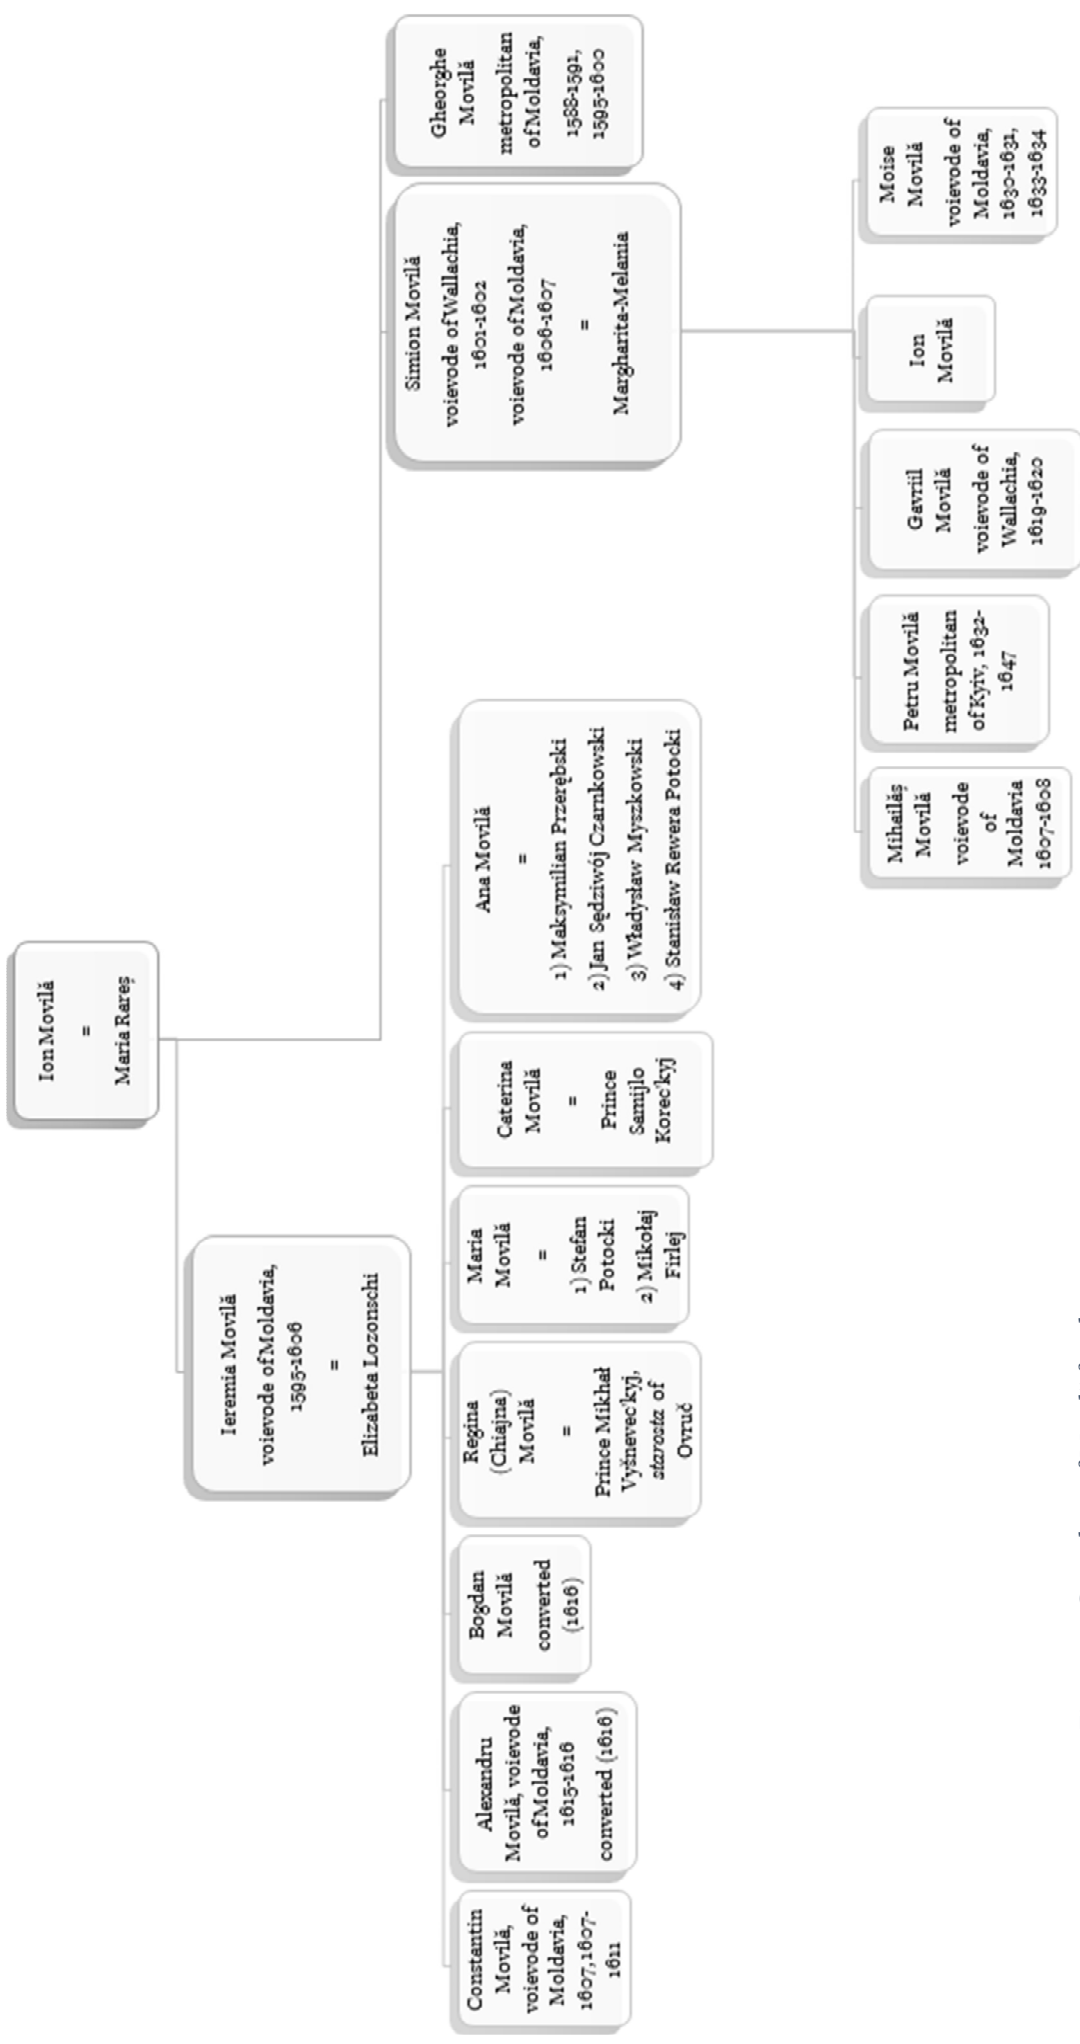 Ion Movilă
=
Maria Rareș
Ieremia Movilă
voievode of Moldavia,
1595-1606
=
Elizabeta Lozonschi
Simion Movilă
voievode of Wallachia,
1601-1602
voievode of Moldavia,
1606-1607
=
Margharita-Melania
Gheorghe
Movilă
metropolitan
of Moldavia,
1588-1591,
1595-1600
Constantin
Movilă,
voievode of
Moldavia,
1607,1607-
1611
Alexandru
Movilă, voievode
of Moldavia,
1615-1616
converted (1616)
Bogdan
Movilă
converted
(1616)
Regina
(Chiajna)
Movilă
=
Prince Mikhał
Vyšnevec'kyj,
starosta of
Ovruč
Maria
Movilă
=
1) Stefan
Potocki
2) Mikołaj
Firlej
Caterina
Movilă
=
Prince
Samijlo
Korec'kyj
Ana Movilă
=
1) Maksymilian Przerębski
2) Jan Sędziwój Czarnkowski
3) Władysław Myszkowski
4) Stanisław Rewera Potocki
Mihailăș
Movilă
voievode
of
Moldavia
1607-1608
Petru Movilă
metropolitan
of Kyiv, 1632-
1647
Gavriil
Movilă
voievode of
Wallachia,
1619-1620
Ion
Movilă
Moise
Movilă
voievode of
Moldavia,
1630-1631,
1633-1634